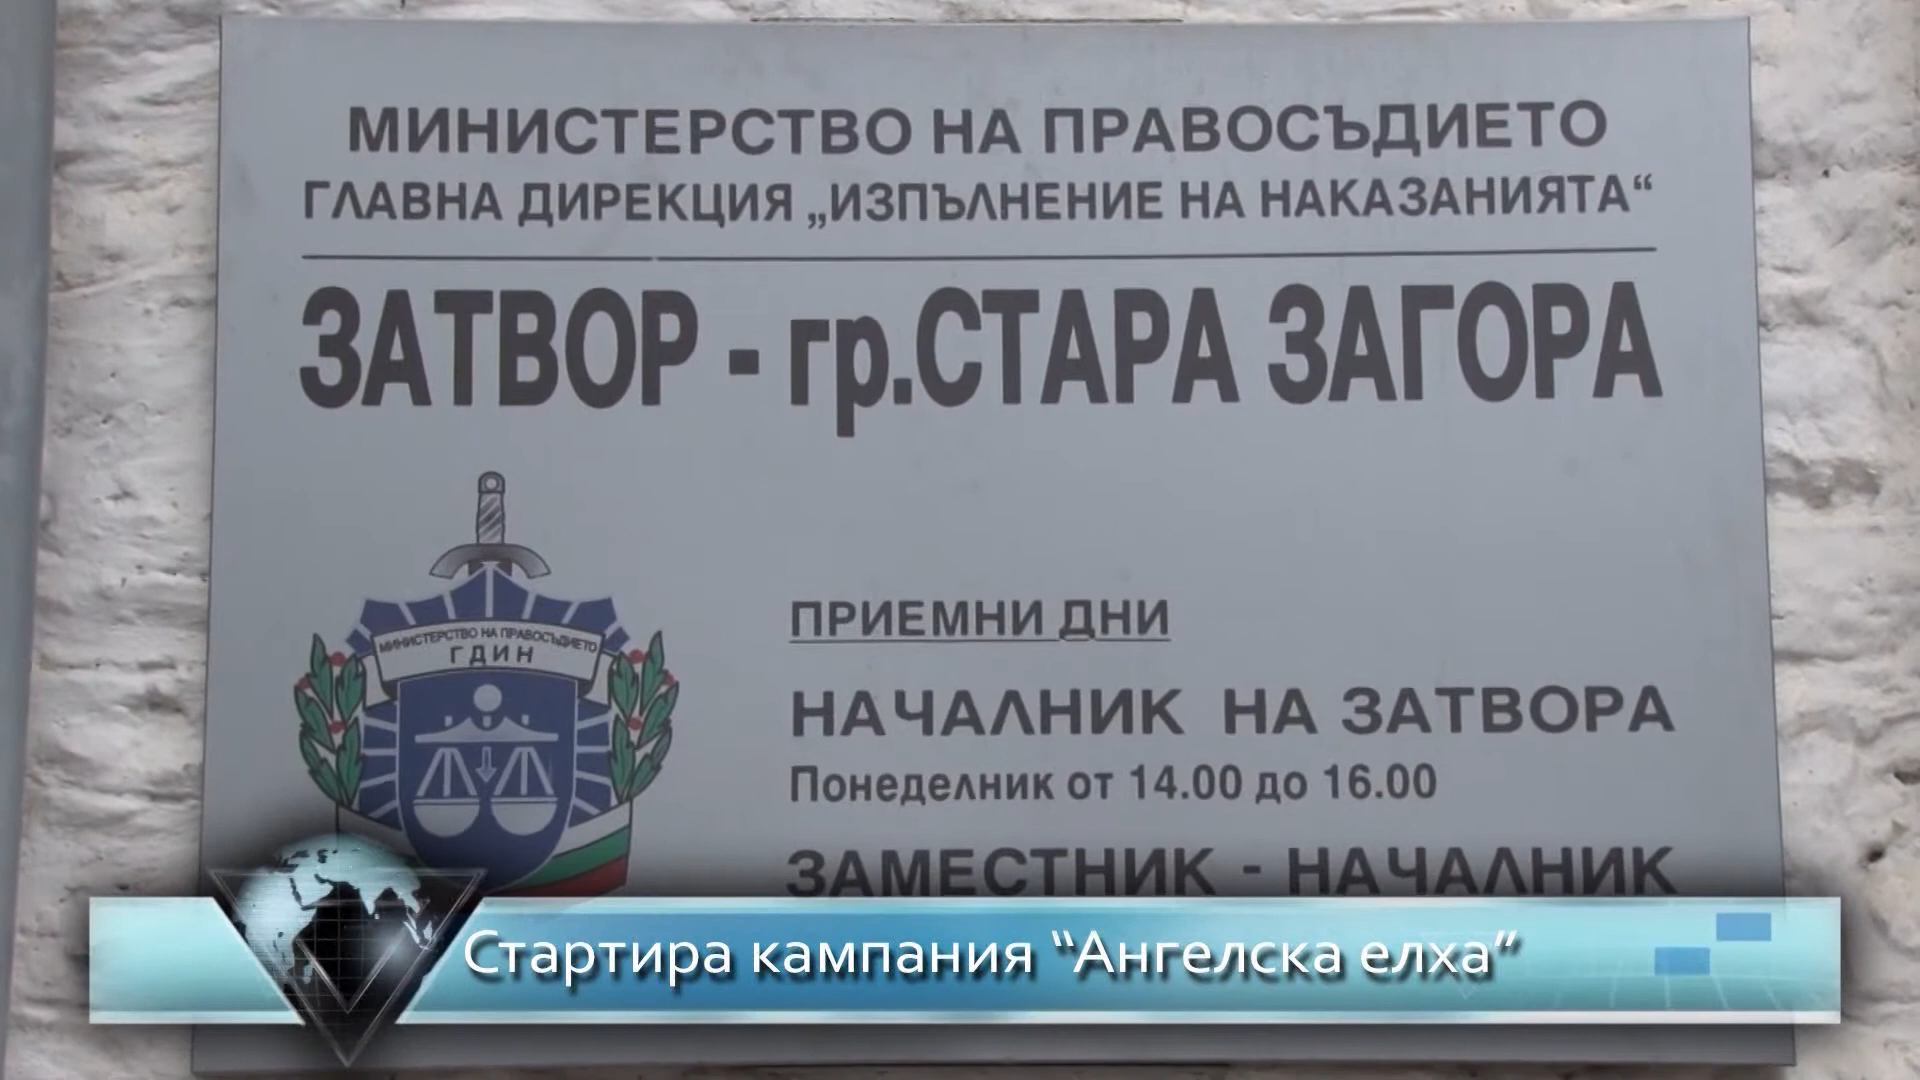 МИНИСТЕРСТВО НА ПРАВОСЪДИЕТО
ГЛАВНА ДИРЕКЦИЯ „ИЗПЪЛНЕНИЕ НА НАКАЗАНИЯТА“
ЗАТВОР - гр.СТАРА ЗАГОРА
МИНИСТЕРСТВО НА ПРАВОСЪДИЕТО
ГДИН
ПРИЕМНИ ДНИ
НАЧАЛНИК НА ЗАТВОРА
Понеделник от 14.00 до 16.00
ЗАМЕСТНИК - НАЧАЛНИК
Стартира кампания “Ангелска елха”